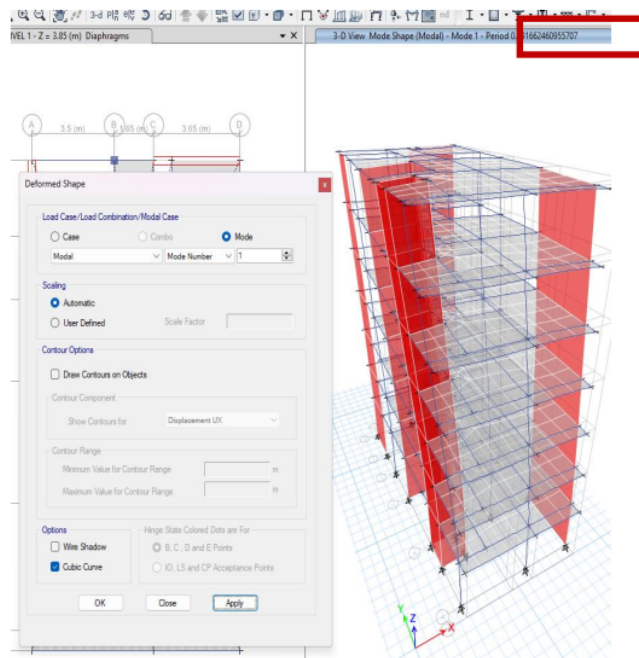 3-d
nd
VEL 1 - Z = 3.85 (m) Diaphragms
3-D View Mode Shape (Modal) - Mode 1 - Period
A
B
C
D
3.5 (m)
3.65 (m)
Deformed Shape
Load Case/Load Combination/Modal Case
Case
Combo
Mode
Modal
Mode Number
1
Scaling
Automatic
User Defined
Scale Factor
Contour Options
Draw Contours on Objects
Contour Component
Show Contours for
Displacement UX
Contour Range
Minimum Value for Contour Range
m
Maximum Value for Contour Range
m
Options
Hinge State Colored Dots are For
Wire Shadow
B, C, D and E Points
Cubic Curve
IO, LS and CP Acceptance Points
OK
Close
Apply
Y
Z
X